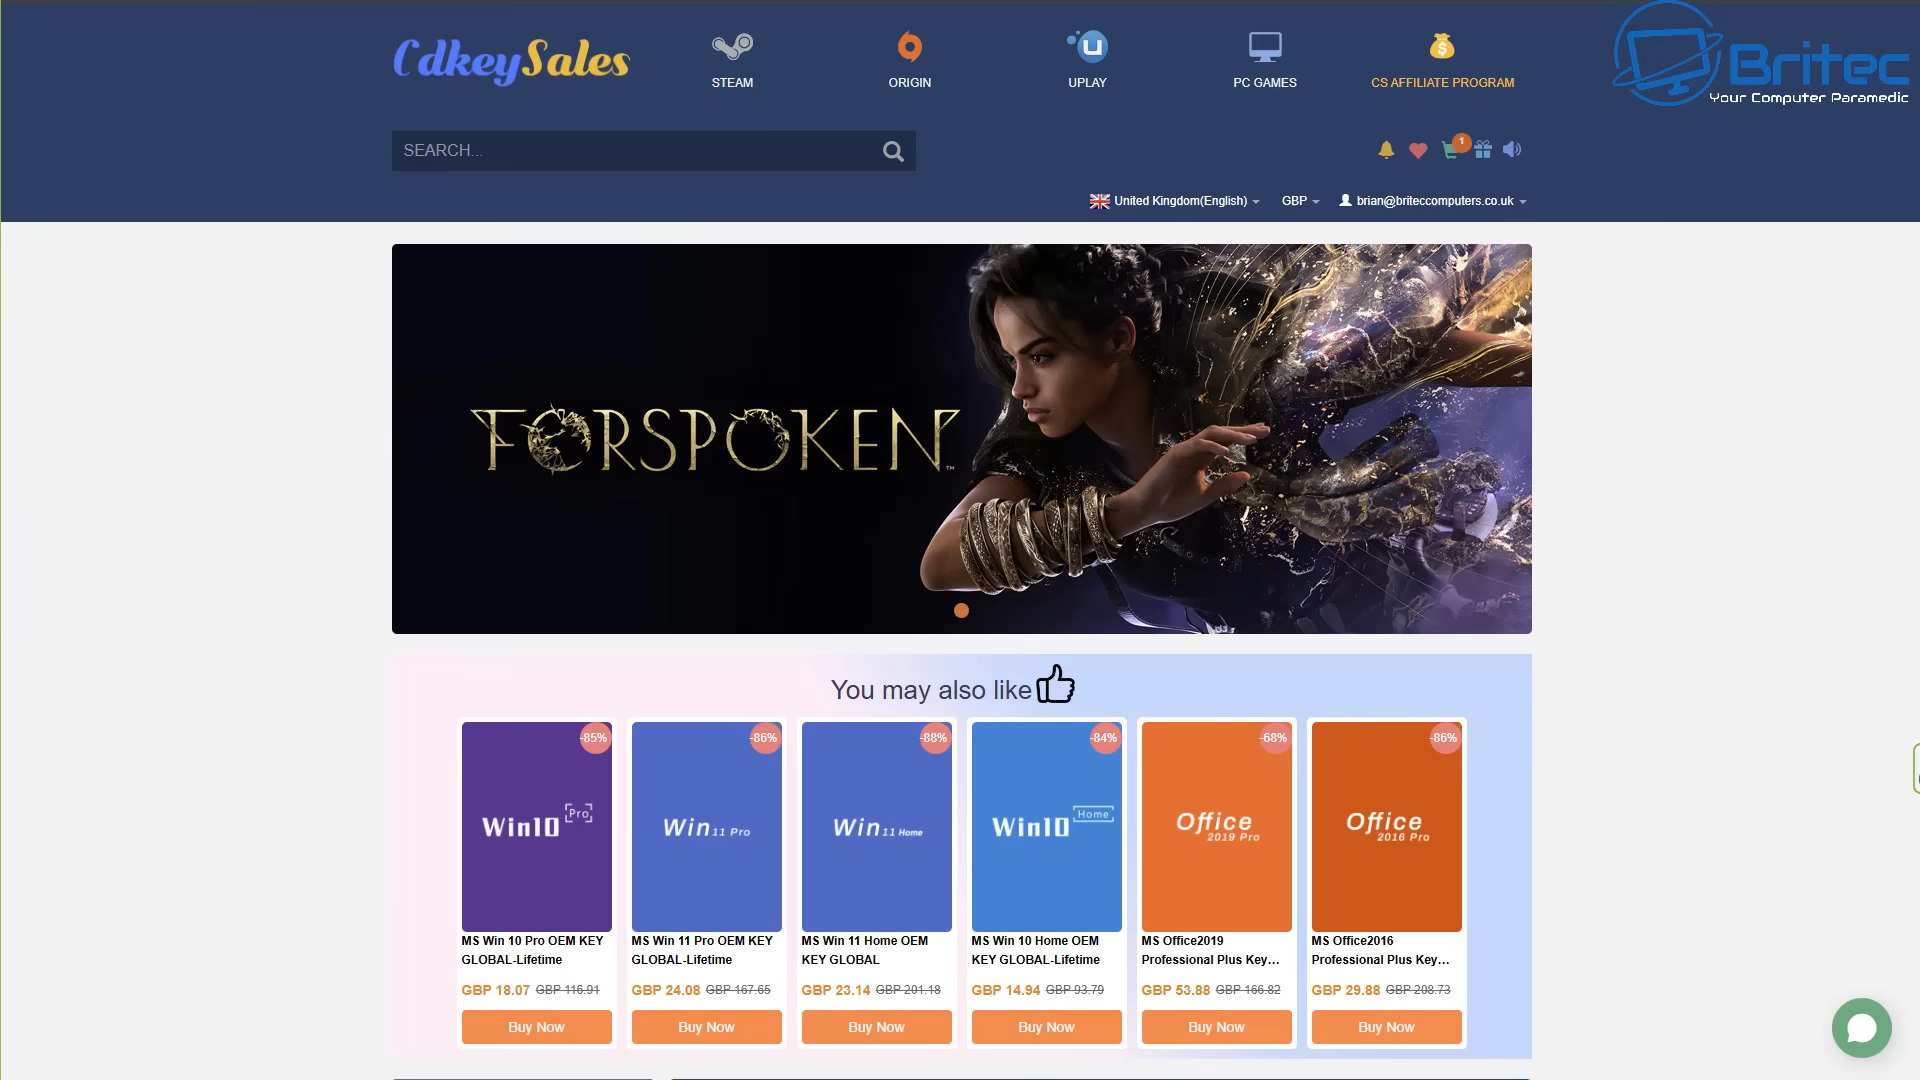 CdkeySales
STEAM
ORIGIN
UPLAY
PC GAMES
CS AFFILIATE PROGRAM
Britec
Your Computer Paramedic
SEARCH...
1
United Kingdom(English)
GBP
brian@briteccomputers.co.uk
FORSPOKEN™
You may also like
-85%
-86%
-88%
-84%
-68%
-86%
Win10 Pro
Win 11 Pro
Win 11 Home
Win10 Home
Office 2019 Pro
Office 2016 Pro
MS Win 10 Pro OEM KEY
GLOBAL-Lifetime
GBP 18.07 GBP 116.91
Buy Now
MS Win 11 Pro OEM KEY
GLOBAL-Lifetime
GBP 24.08 GBP 167.65
Buy Now
MS Win 11 Home OEM
KEY GLOBAL
GBP 23.14 GBP 201.18
Buy Now
MS Win 10 Home OEM
KEY GLOBAL-Lifetime
GBP 14.94 GBP 93.79
Buy Now
MS Office2019
Professional Plus Key...
GBP 53.88 GBP 166.82
Buy Now
MS Office2016
Professional Plus Key...
GBP 29.88 GBP 208.73
Buy Now